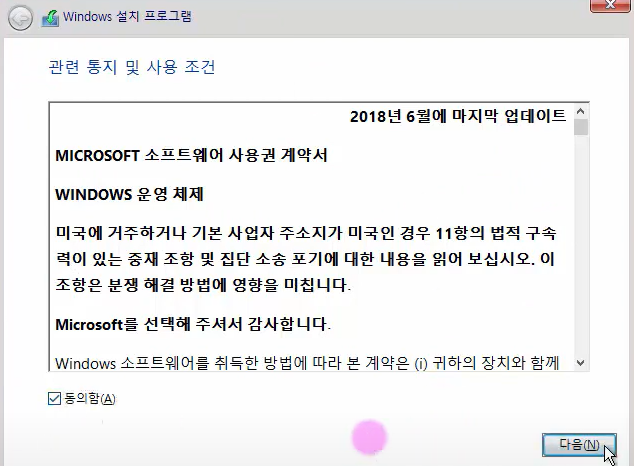 Windows 설치 프로그램
관련 통지 및 사용 조건
2018년 6월에 마지막 업데이트
MICROSOFT 소프트웨어 사용권 계약서
WINDOWS 운영 체제
미국에 거주하거나 기본 사업자 주소지가 미국인 경우 11항의 법적 구속
력이 있는 중재 조항 및 집단 소송 포기에 대한 내용을 읽어 보십시오. 이
조항은 분쟁 해결 방법에 영향을 미칩니다.
Microsoft를 선택해 주셔서 감사합니다.
Windows 소프트웨어를 취득한 방법에 따라 본 계약은 (i) 귀하의 장치와 함께
동의함(A)
다음(N)